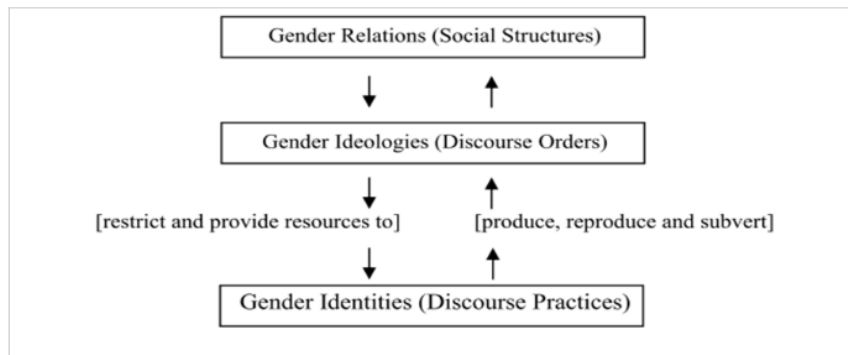 Gender Relations (Social Structures)
Gender Ideologies (Discourse Orders)
[restrict and provide resources to] [produce, reproduce and subvert]
Gender Identities (Discourse Practices)